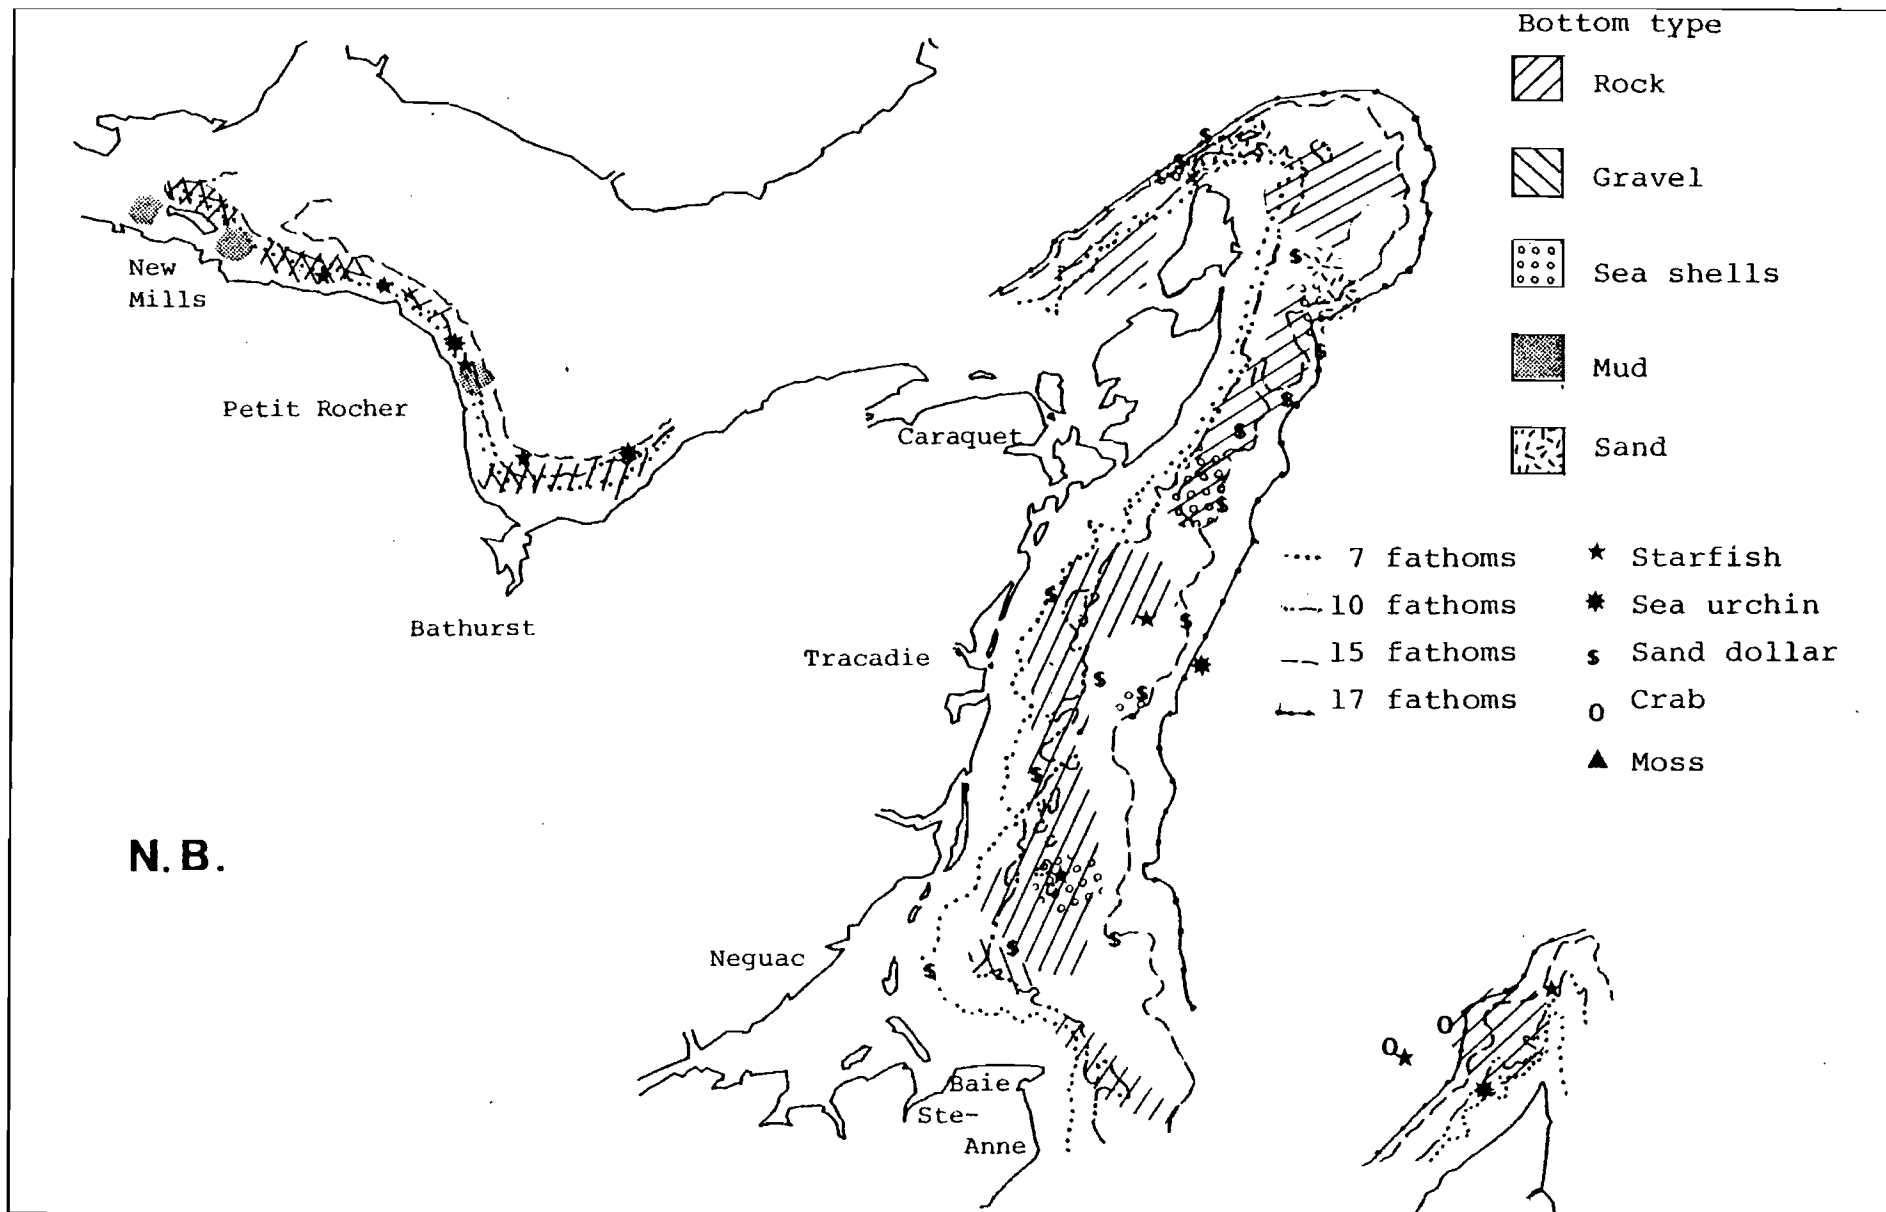 Bottom type
Rock
Gravel
Sea shells
Mud
Sand
7 fathoms
10 fathoms
15 fathoms
17 fathoms
Starfish
Sea urchin
$ Sand dollar
O Crab
Moss
New
Mills
Petit Rocher
Bathurst
Caraquet
Tracadie
Neguac
Baie
Ste-
Anne
N.B.